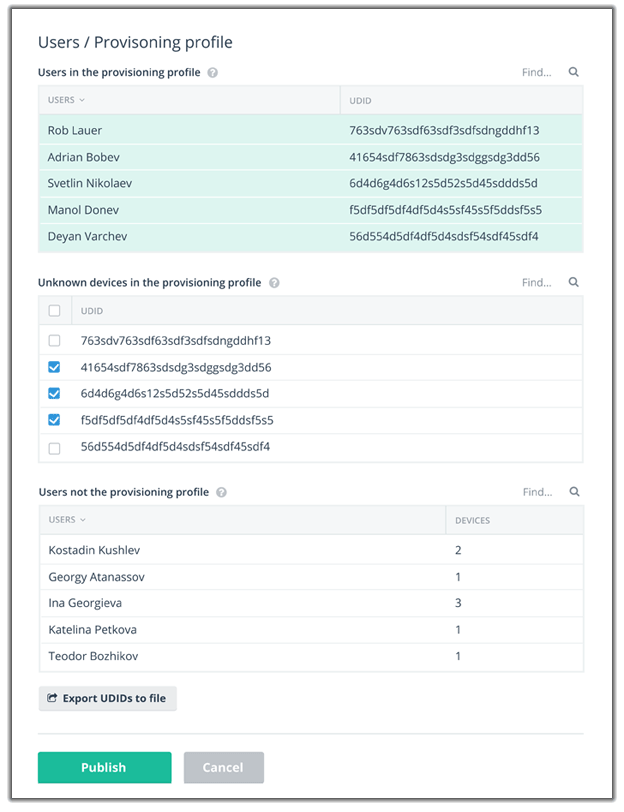 Users / Provisoning profile
Users in the provisioning profile ? Find...
USERS UDID
Rob Lauer 763sdv763sdf63sdf3sdfsdngddhf13
Adrian Bobev 41654sdf7863sdsdg3sdggsdg3dd56
Svetlin Nikolaev 6d4d6g4d6s12s5d52s5d45sddds5d
Manol Donev f5df5df5df4df5d4s5sf45s5f5ddsf5s5
Deyan Varchev 56d554d5df4df5d4sdsf54sdf45sdf4
Unknown devices in the provisioning profile ? Find...
UDID
763sdv763sdf63sdf3sdfsdngddhf13
41654sdf7863sdsdg3sdggsdg3dd56
6d4d6g4d6s12s5d52s5d45sddds5d
f5df5df5df4df5d4s5sf45s5f5ddsf5s5
56d554d5df4df5d4sdsf54sdf45sdf4
Users not the provisioning profile ? Find...
USERS DEVICES
Kostadin Kushlev 2
Georgy Atanassov 1
Ina Georgieva 3
Katelina Petkova 1
Teodor Bozhikov 1
Export UDIDs to file
Publish Cancel